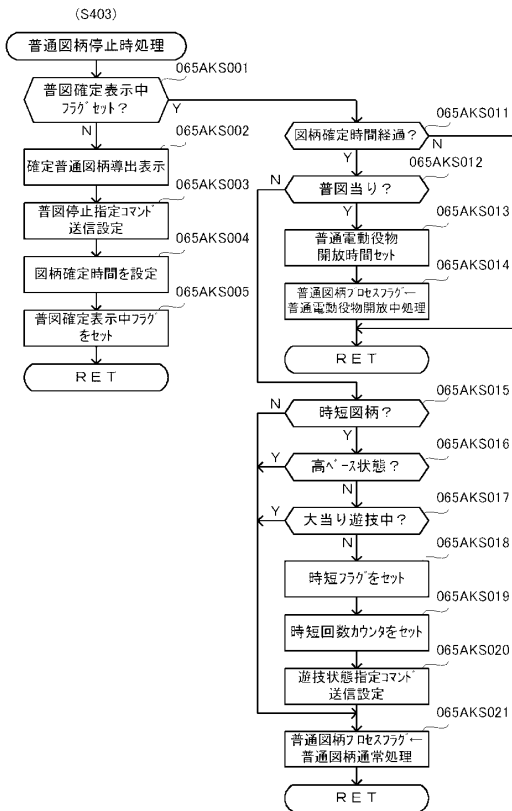 (S403)
普通図柄停止時処理
065AKS001
普図確定表示中
フラグセット?
Y
N
065AKS002
確定普通図柄導出表示
065AKS003
普図停止指定コマンド
送信設定
065AKS004
図柄確定時間を設定
065AKS005
普図確定表示中フラグ
をセット
RET
065AKS011
図柄確定時間経過?
N
Y
065AKS012
N
普図当り?
Y
065AKS013
普通電動役物
開放時間セット
065AKS014
普通図柄プロセスフラグ←
普通電動役物開放中処理
RET
065AKS015
N
時短図柄?
Y
065AKS016
Y
高ベース状態?
N
065AKS017
Y
大当り遊技中?
N
065AKS018
時短フラグをセット
065AKS019
時短回数カウンタをセット
065AKS020
遊技状態指定コマンド
送信設定
065AKS021
普通図柄プロセスフラグ←
普通図柄通常処理
RET